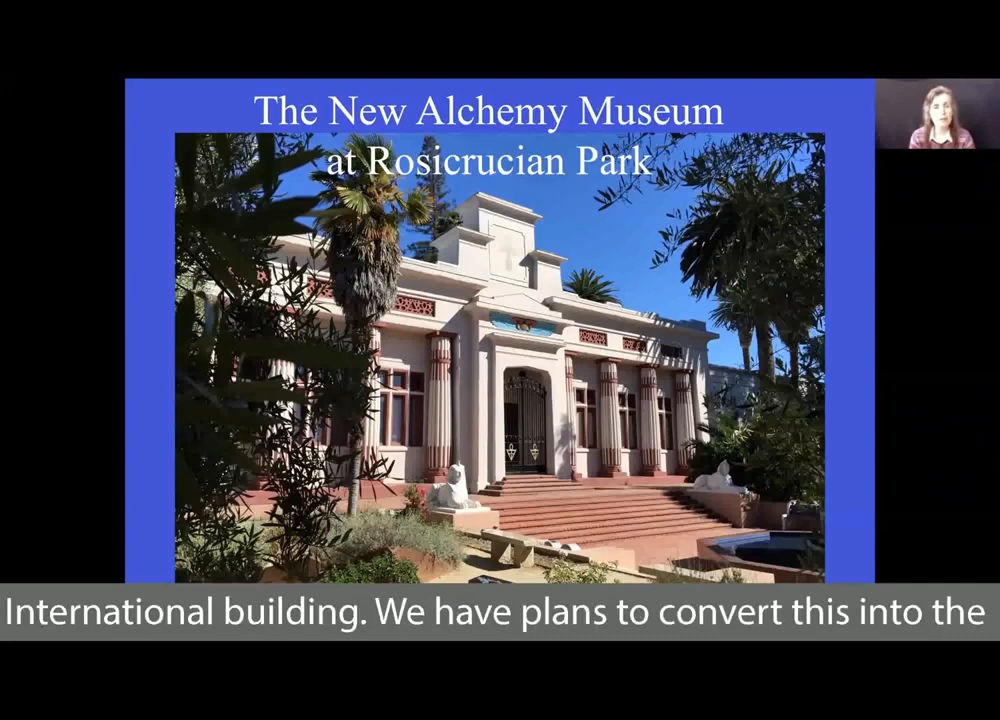 The New Alchemy Museum
at Rosicrucian Park
International building. We have plans to convert this into the